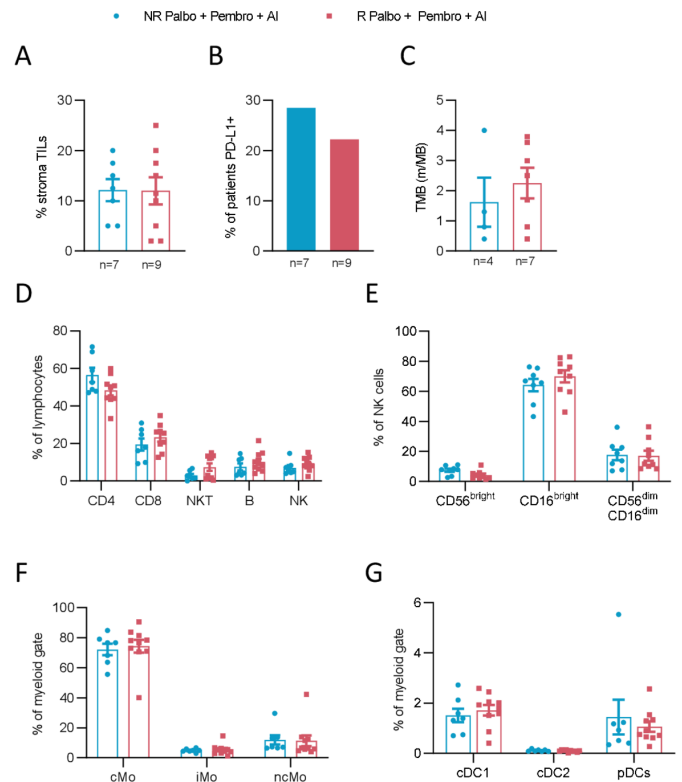 NR Palbo + Pembro + AI R Palbo + Pembro + AI
A B C
% stroma TILs
30
20
10
0
n=7 n=9
% of patients PD-L1+
30
20
10
0
n=7 n=9
TMB (m/MB)
5
4
3
2
1
0
n=4 n=7
D E
% of lymphocytes
80
60
40
20
0
CD4 CD8 NKT B NK
% of NK cells
100
80
60
40
20
0
CD56bright CD16bright CD56dim
CD16dim
F G
% of myeloid gate
100
80
60
40
20
0
cMo iMo ncMo
% of myeloid gate
6
4
2
0
cDC1 cDC2 pDCs